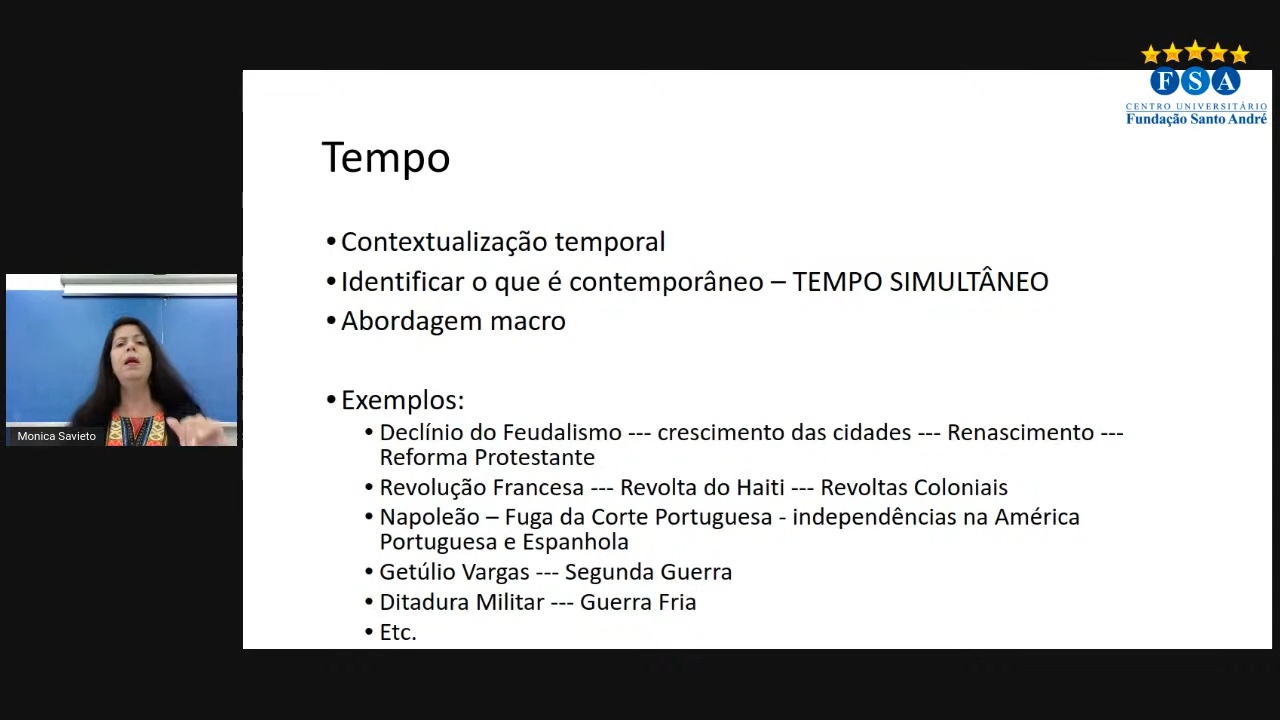 F S A
CENTRO UNIVERSITÁRIO
Fundação Santo André
Tempo
•Contextualização temporal
•Identificar o que é contemporâneo – TEMPO SIMULTÂNEO
•Abordagem macro
•Exemplos:
•Declínio do Feudalismo --- crescimento das cidades --- Renascimento ---
Reforma Protestante
•Revolução Francesa --- Revolta do Haiti --- Revoltas Coloniais
•Napoleão – Fuga da Corte Portuguesa - independências na América
Portuguesa e Espanhola
•Getúlio Vargas --- Segunda Guerra
•Ditadura Militar --- Guerra Fria
•Etc.
Monica Savieto